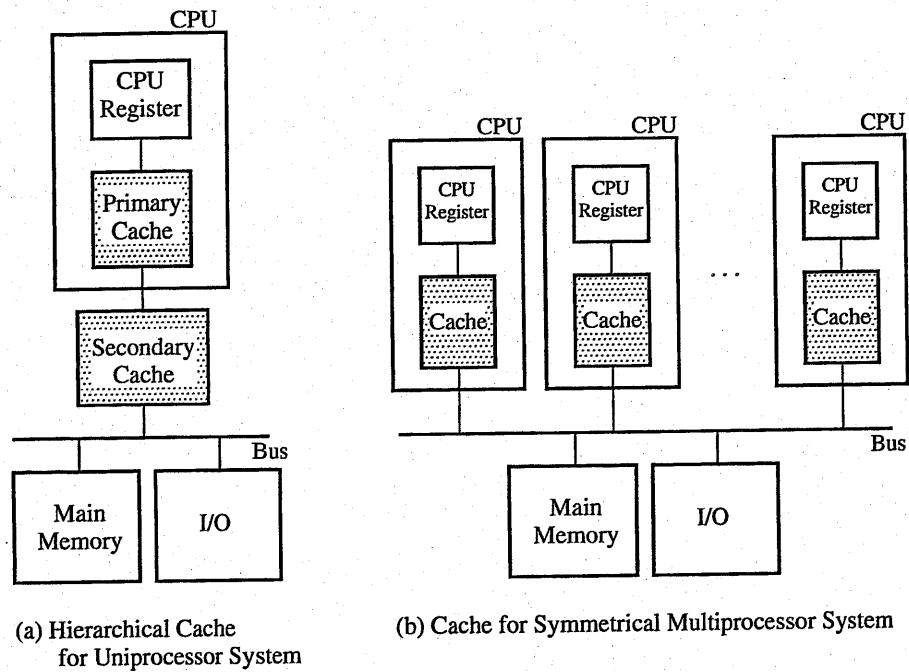 CPU
CPU
Register
Primary
Cache
Secondary
Cache
Bus
Main
Memory
I/O
(a) Hierarchical Cache
for Uniprocessor System
CPU
CPU
CPU
CPU
Register
CPU
Register
CPU
Register
...
Cache
Cache
Cache
Bus
Main
Memory
I/O
(b) Cache for Symmetrical Multiprocessor System